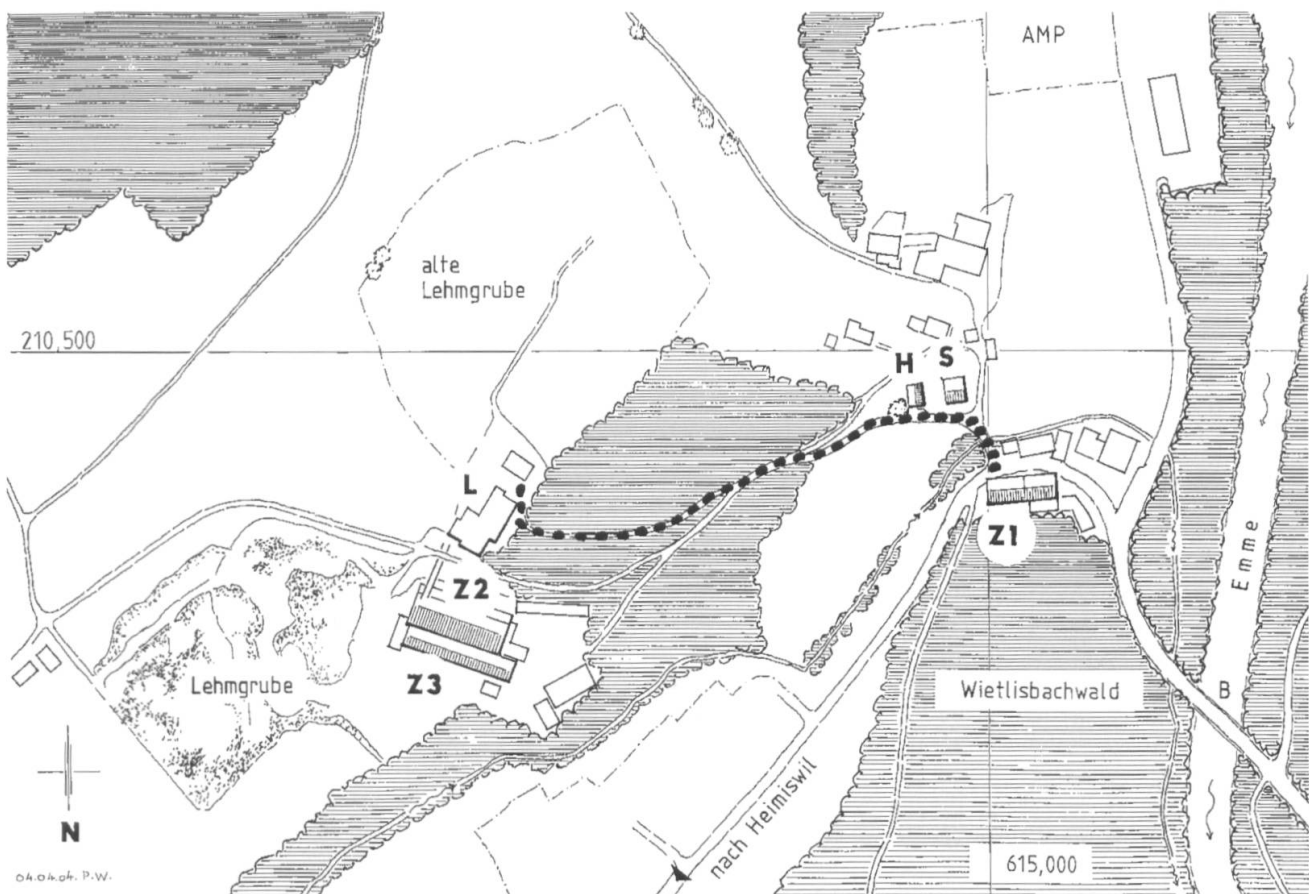 AMP
alte
Lehmgrube
210,500
H
S
L
Z1
Z2
Emme
Z3
Lehmgrube
Wietlisbachwald
B
nach Heimiswil
N
615,000
04.04.04. P.W.